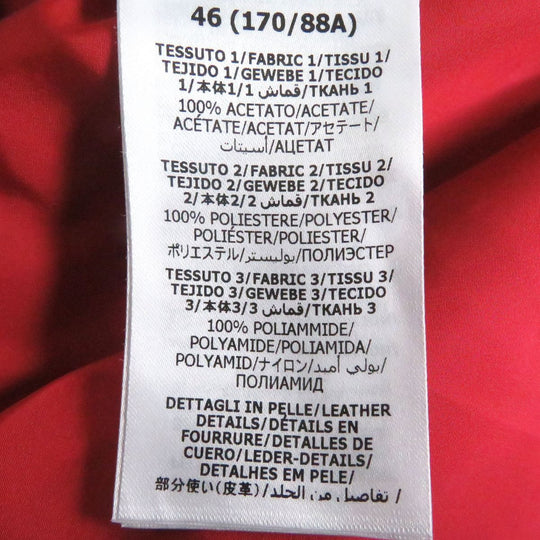 46 (170/88A)
TESSUTO 1/FABRIC 1/TISSU 1/
TEJIDO 1/GEWEBE 1/TECIDO
1/本体1/قماش 1/ТКАНЬ 1
100% ACETATO/ACETATE/
ACÉTATE/ACETAT/アセテート/
أسيتات/АЦЕТАТ
TESSUTO 2/FABRIC 2/TISSU 2/
TEJIDO 2/GEWEBE 2/TECIDO
2/本体2/قماش 2/ТКАНЬ 2
100% POLIESTERE/POLYESTER/
POLIÉSTER/POLIESTER/
ポリエステル/بوليستر/ПОЛИЭСТЕР
TESSUTO 3/FABRIC 3/TISSU 3/
TEJIDO 3/GEWEBE 3/TECIDO
3/本体3/قماش 3/ТКАНЬ 3
100% POLIAMMIDE/
POLYAMIDE/POLIAMIDA/
POLYAMID/ナイロン/بولي أميد/
ПОЛИАМИД
DETTAGLI IN PELLE/LEATHER
DETAILS/DÉTAILS EN
FOURRURE/DETALLES DE
CUERO/LEDER-DETAILS/
DETALHES EM PELE/
部分使い(皮革)/تفاصيل من الجلد/